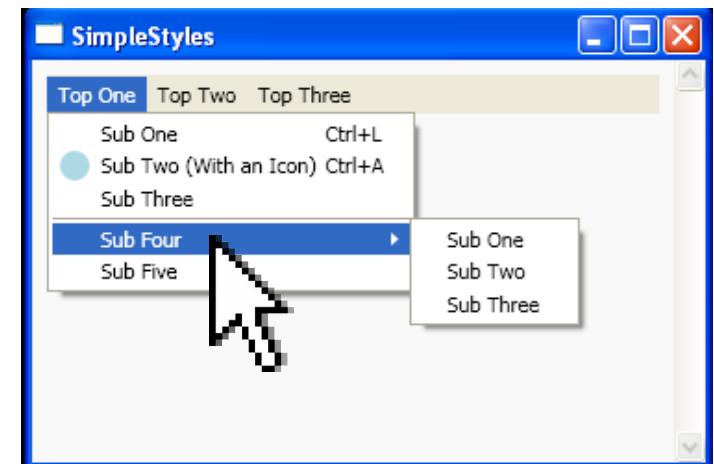 SimpleStyles
Top One Top Two Top Three
Sub One Ctrl+L
Sub Two (With an Icon) Ctrl+A
Sub Three
Sub Four
Sub Five
Sub One
Sub Two
Sub Three